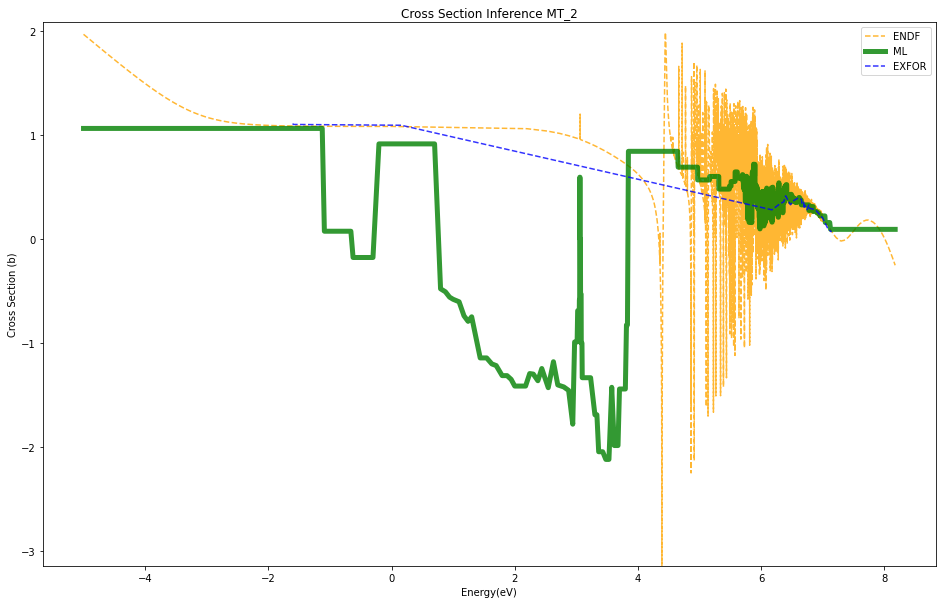 Cross Section Inference MT_2
ENDF
ML
EXFOR
Cross Section (b)
2
1
0
−1
−2
−3
−4
−2
0
2
4
6
8
Energy(eV)